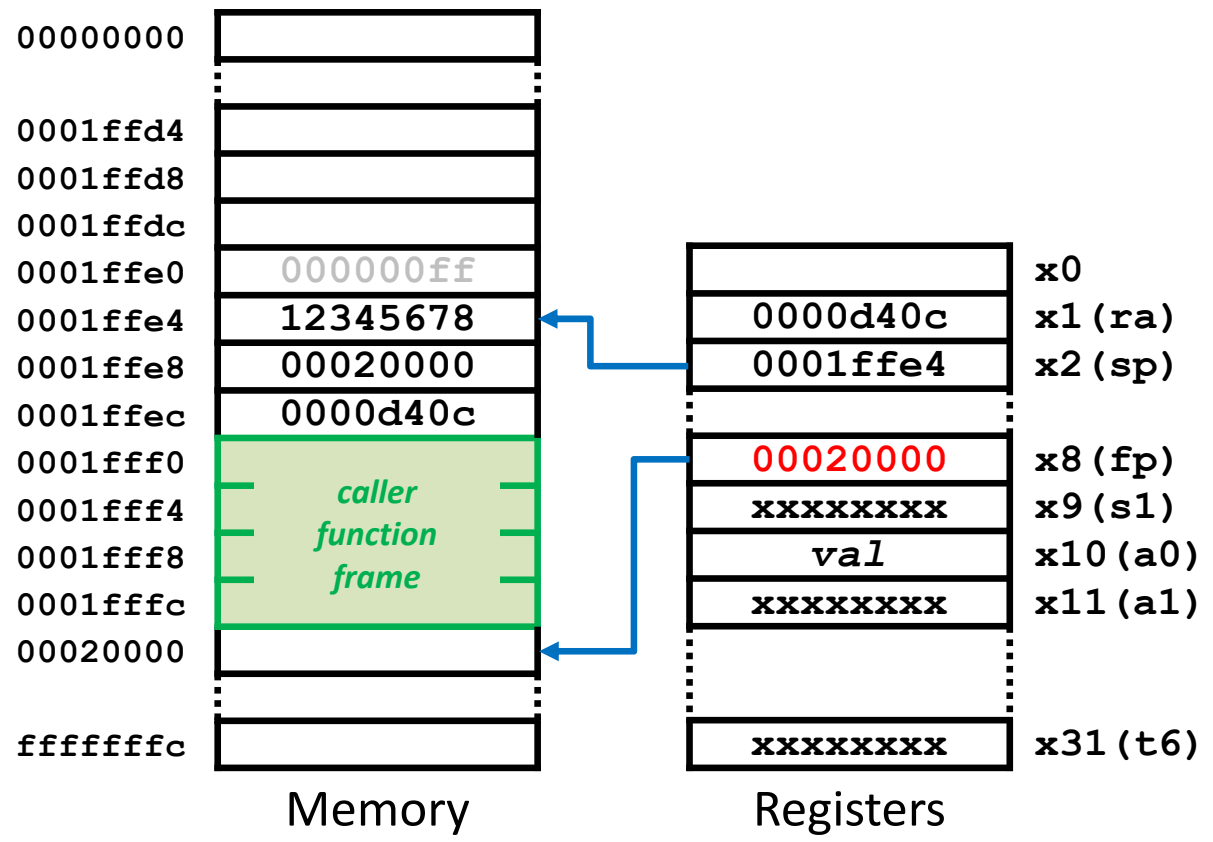 00000000
0001ffd4
0001ffd8
0001ffdc
0001ffe0 000000ff
0001ffe4 12345678
0001ffe8 00020000
0001ffec 0000d40c
0001fff0
0001fff4
0001fff8
0001fffc
caller
function
frame
00020000
fffffffc
Memory
x0
0000d40c x1(ra)
0001ffe4 x2(sp)
00020000 x8(fp)
xxxxxxxx x9(s1)
val x10(a0)
xxxxxxxx x11(a1)
xxxxxxxx x31(t6)
Registers